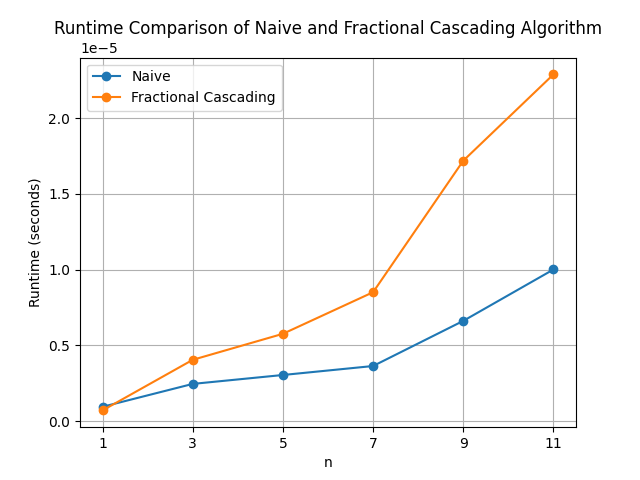 Runtime Comparison of Naive and Fractional Cascading Algorithm
1e−5
Naive
Fractional Cascading
2.0
1.5
1.0
0.5
0.0
Runtime (seconds)
1 3 5 7 9 11
n